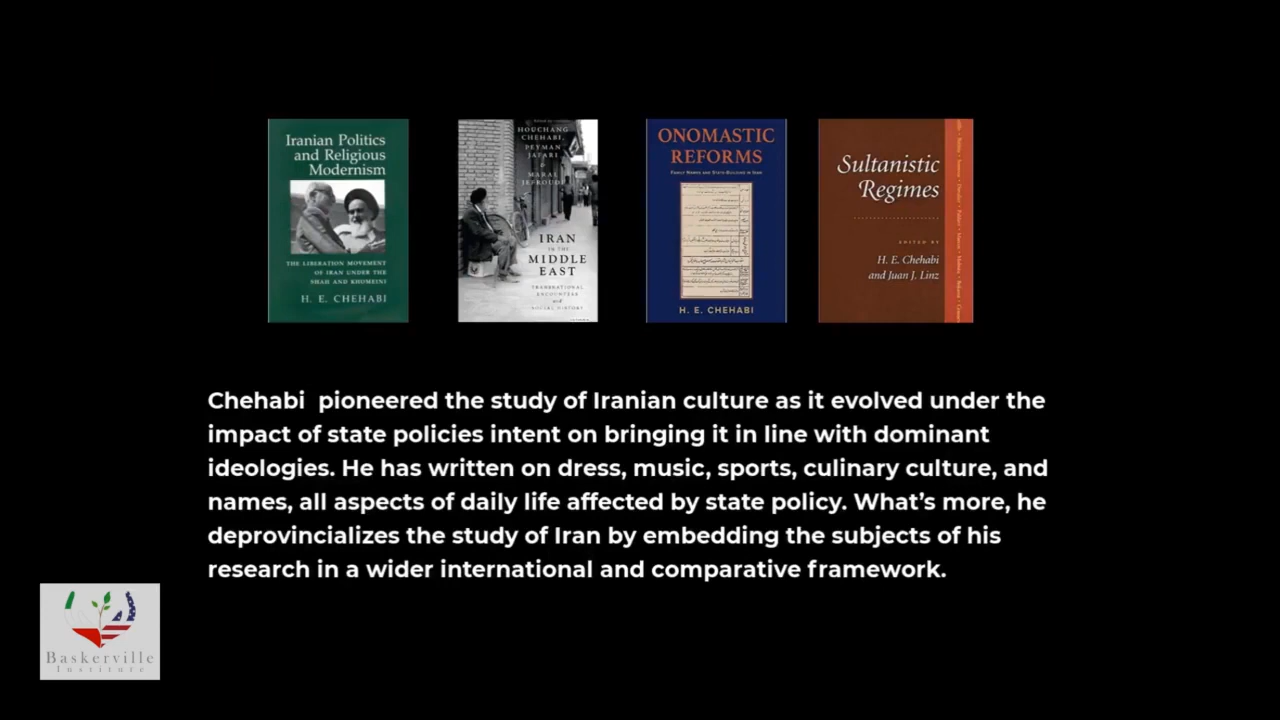 Iranian Politics
and Religious
Modernism
THE LIBERATION MOVEMENT
OF IRAN UNDER THE
SHAH AND KHOMEINI
H. E. CHEHABI
HOUCHANG
CHEHABI,
PEYMAN
JAFARI
&
MARAL
JEFROUDI
IRAN
IN THE
MIDDLE
EAST
TRANSNATIONAL
ENCOUNTERS
and
SOCIAL HISTORY
ONOMASTIC
REFORMS
FAMILY NAMES AND STATE-BUILDING IN IRAN
H. E. CHEHABI
Sultanistic
Regimes
EDITED BY
H. E. Chehabi
and Juan J. Linz
Chehabi  pioneered the study of Iranian culture as it evolved under the
impact of state policies intent on bringing it in line with dominant
ideologies. He has written on dress, music, sports, culinary culture, and
names, all aspects of daily life affected by state policy. What’s more, he
deprovincializes the study of Iran by embedding the subjects of his
research in a wider international and comparative framework.
Baskerville
Institute